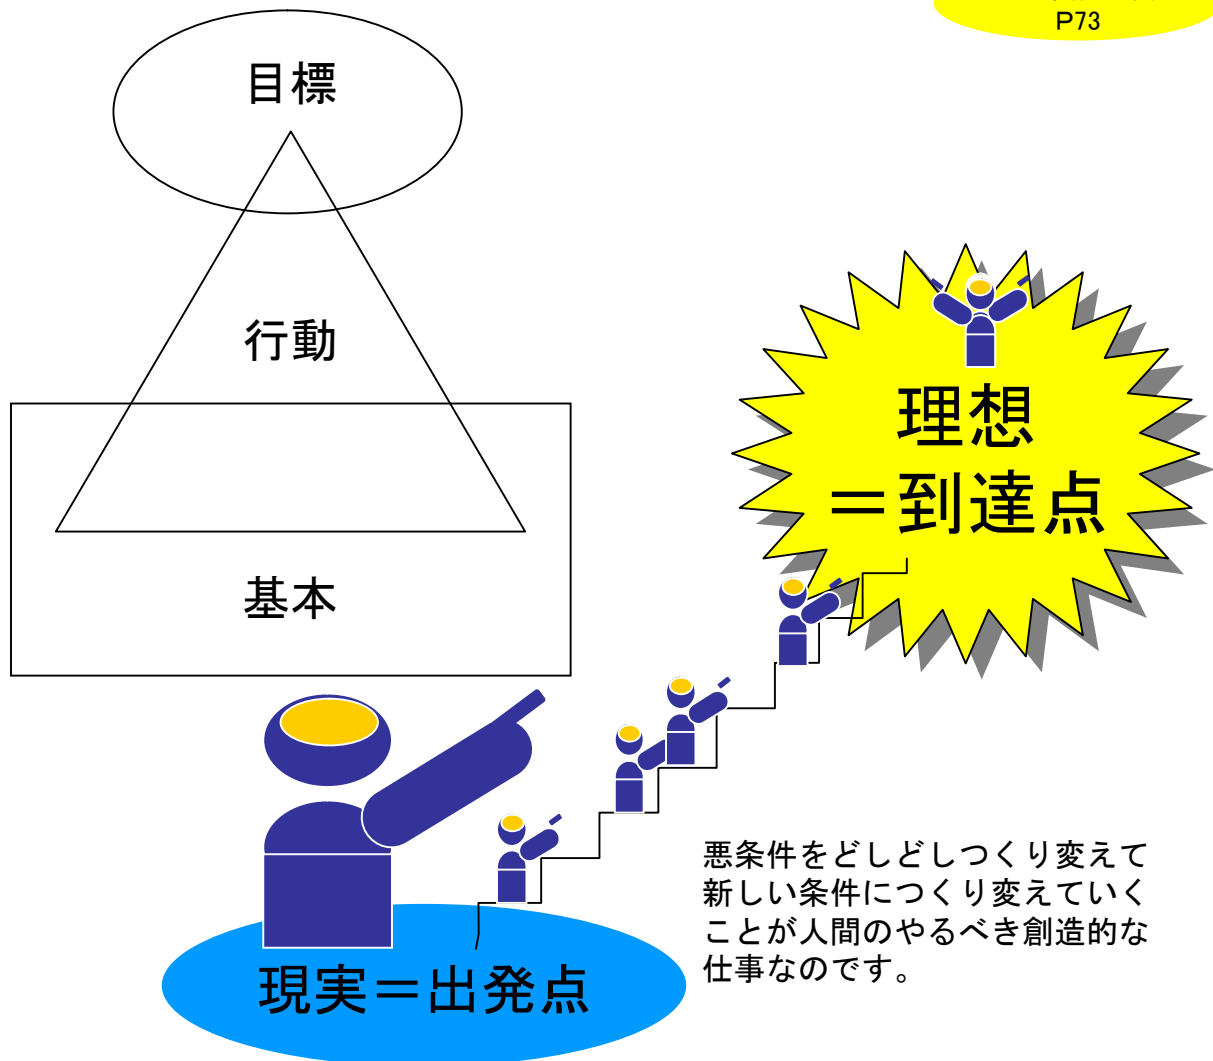 P73
目標
行動
基本
理想
＝到達点
悪条件をどしどしつくり変えて
新しい条件につくり変えていく
ことが人間のやるべき創造的な
仕事なのです。
現実＝出発点